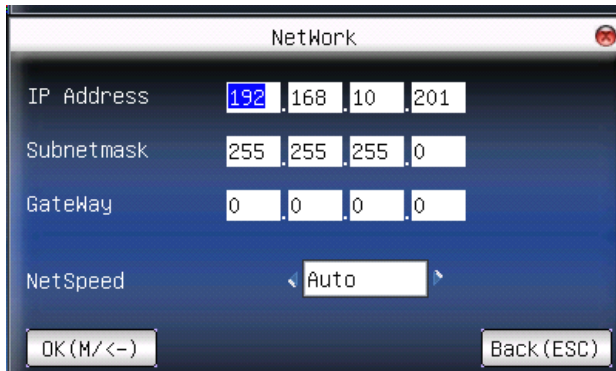 NetWork
IP Address 192.168.10.201
Subnetmask 255.255.255.0
GateWay 0.0.0.0
NetSpeed Auto
OK(M/<-) Back(ESC)